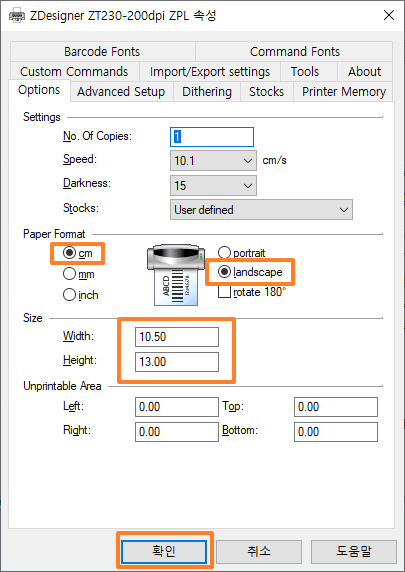 ZDesigner ZT230-200dpi ZPL 속성
Barcode Fonts
Command Fonts
Custom Commands
Import/Export settings
Tools
About
Options
Advanced Setup
Dithering
Stocks
Printer Memory
Settings
No. Of Copies: 1
Speed: 10.1 cm/s
Darkness: 15
Stocks: User defined
Paper Format
cm
mm
inch
ABCD
portrait
landscape
rotate 180°
Size
Width: 10.50
Height: 13.00
Unprintable Area
Left: 0.00 Top: 0.00
Right: 0.00 Bottom: 0.00
확인 취소 도움말